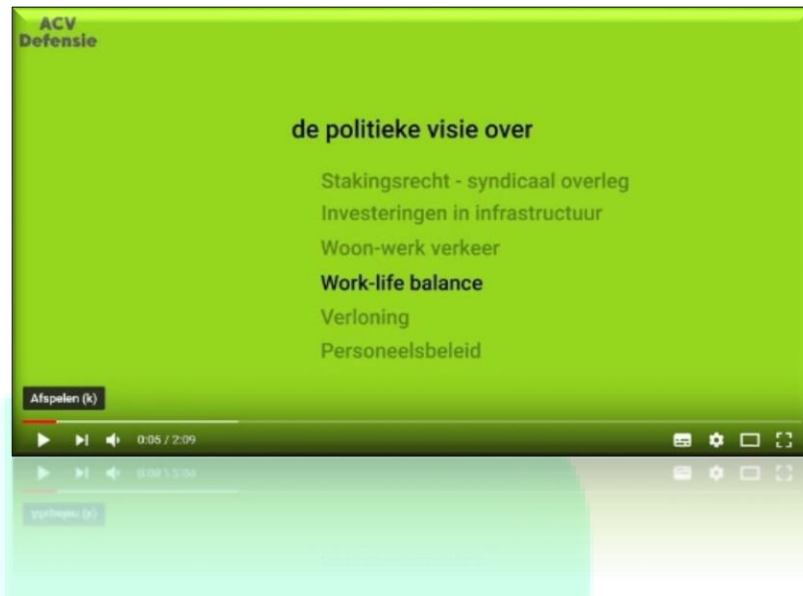 ACV
Defensie
de politieke visie over
Stakingsrecht - syndicaal overleg
Investeringen in infrastructuur
Woon-werk verkeer
Work-life balance
Verloning
Personeelsbeleid
Afspelen (k)
0:05 / 2:09